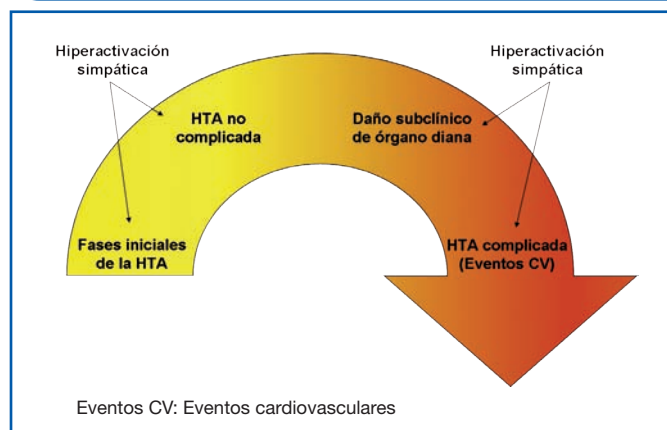 Hiperactivación
simpática
Hiperactivación
simpática
HTA no
complicada
Daño subclínico
de órgano diana
Fases iniciales
de la HTA
HTA complicada
(Eventos CV)
Eventos CV: Eventos cardiovasculares